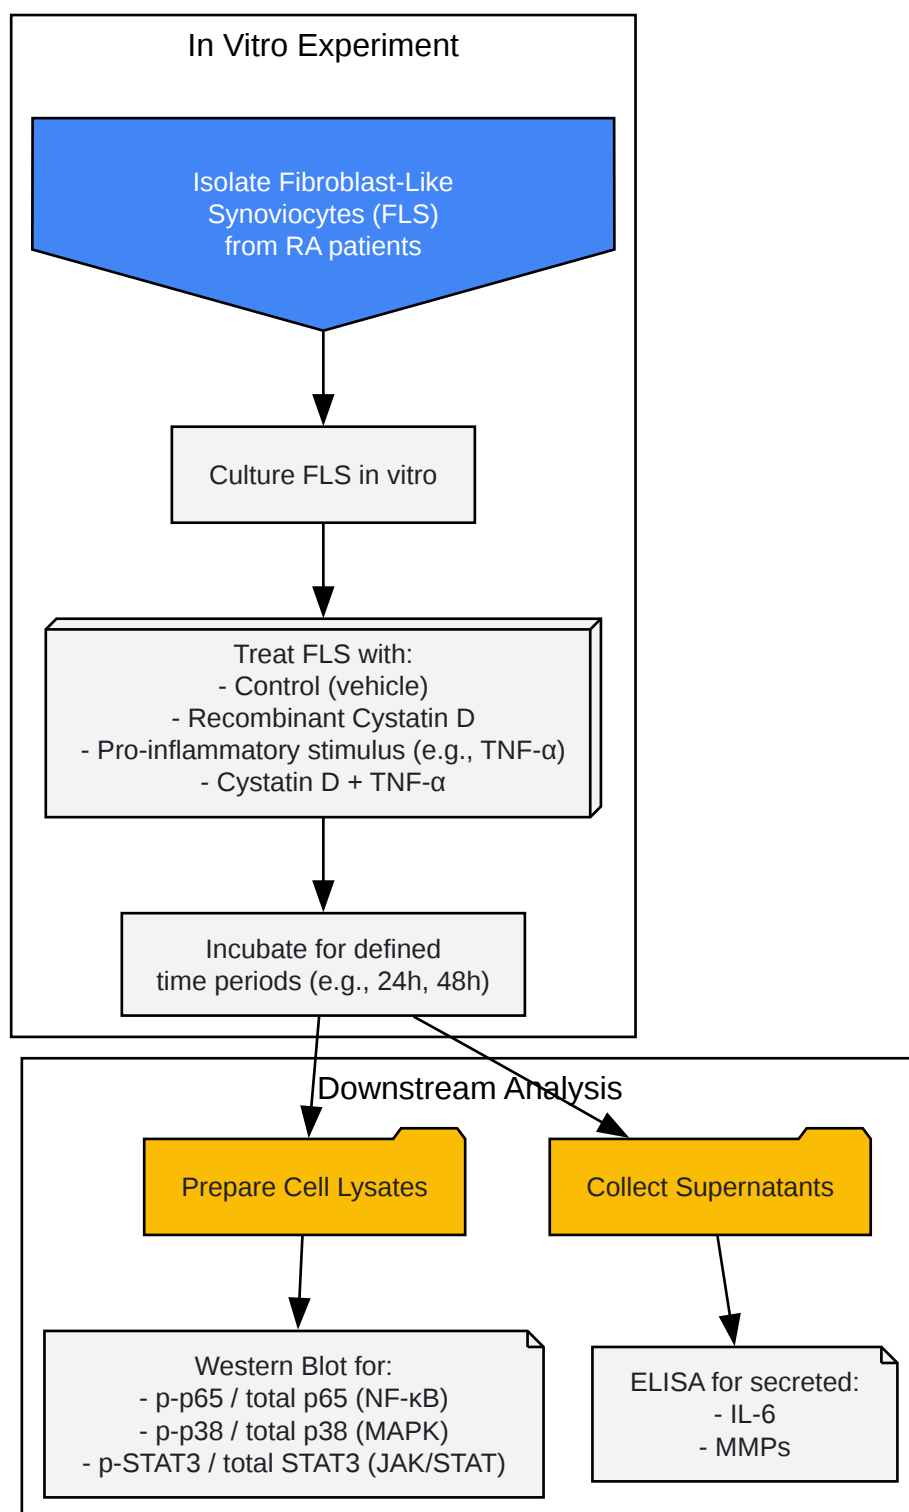 In Vitro Experiment
Isolate Fibroblast-Like
Synoviocytes (FLS)
from RA patients
Culture FLS in vitro
Treat FLS with:
- Control (vehicle)
- Recombinant Cystatin D
- Pro-inflammatory stimulus (e.g., TNF-α)
- Cystatin D + TNF-α
Incubate for defined
time periods (e.g., 24h, 48h)
Downstream Analysis
Prepare Cell Lysates
Collect Supernatants
Western Blot for:
- p-p65 / total p65 (NF-κB)
- p-p38 / total p38 (MAPK)
- p-STAT3 / total STAT3 (JAK/STAT)
ELISA for secreted:
- IL-6
- MMPs